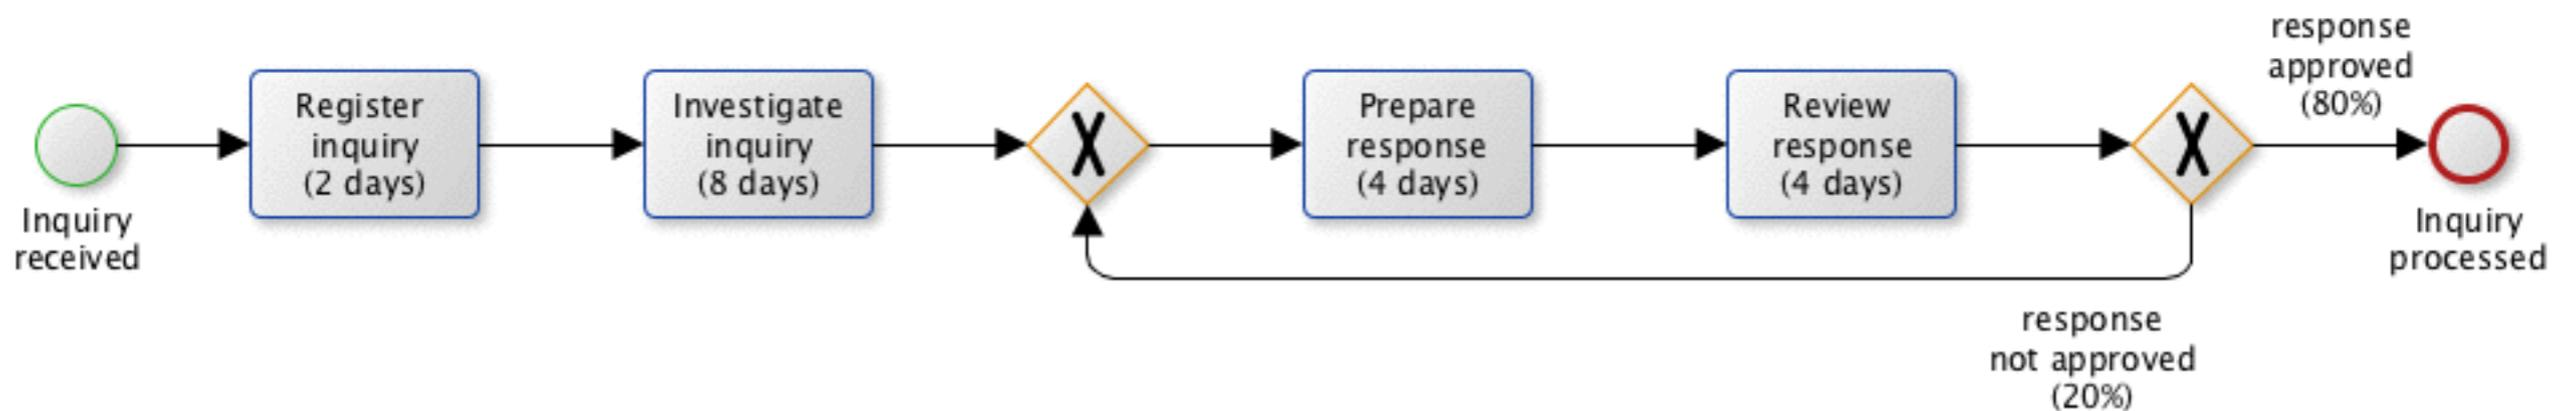 Inquiry
received
Register
inquiry
(2 days)
Investigate
inquiry
(8 days)
X
Prepare
response
(4 days)
Review
response
(4 days)
X
response
approved
(80%)
Inquiry
processed
response
not approved
(20%)